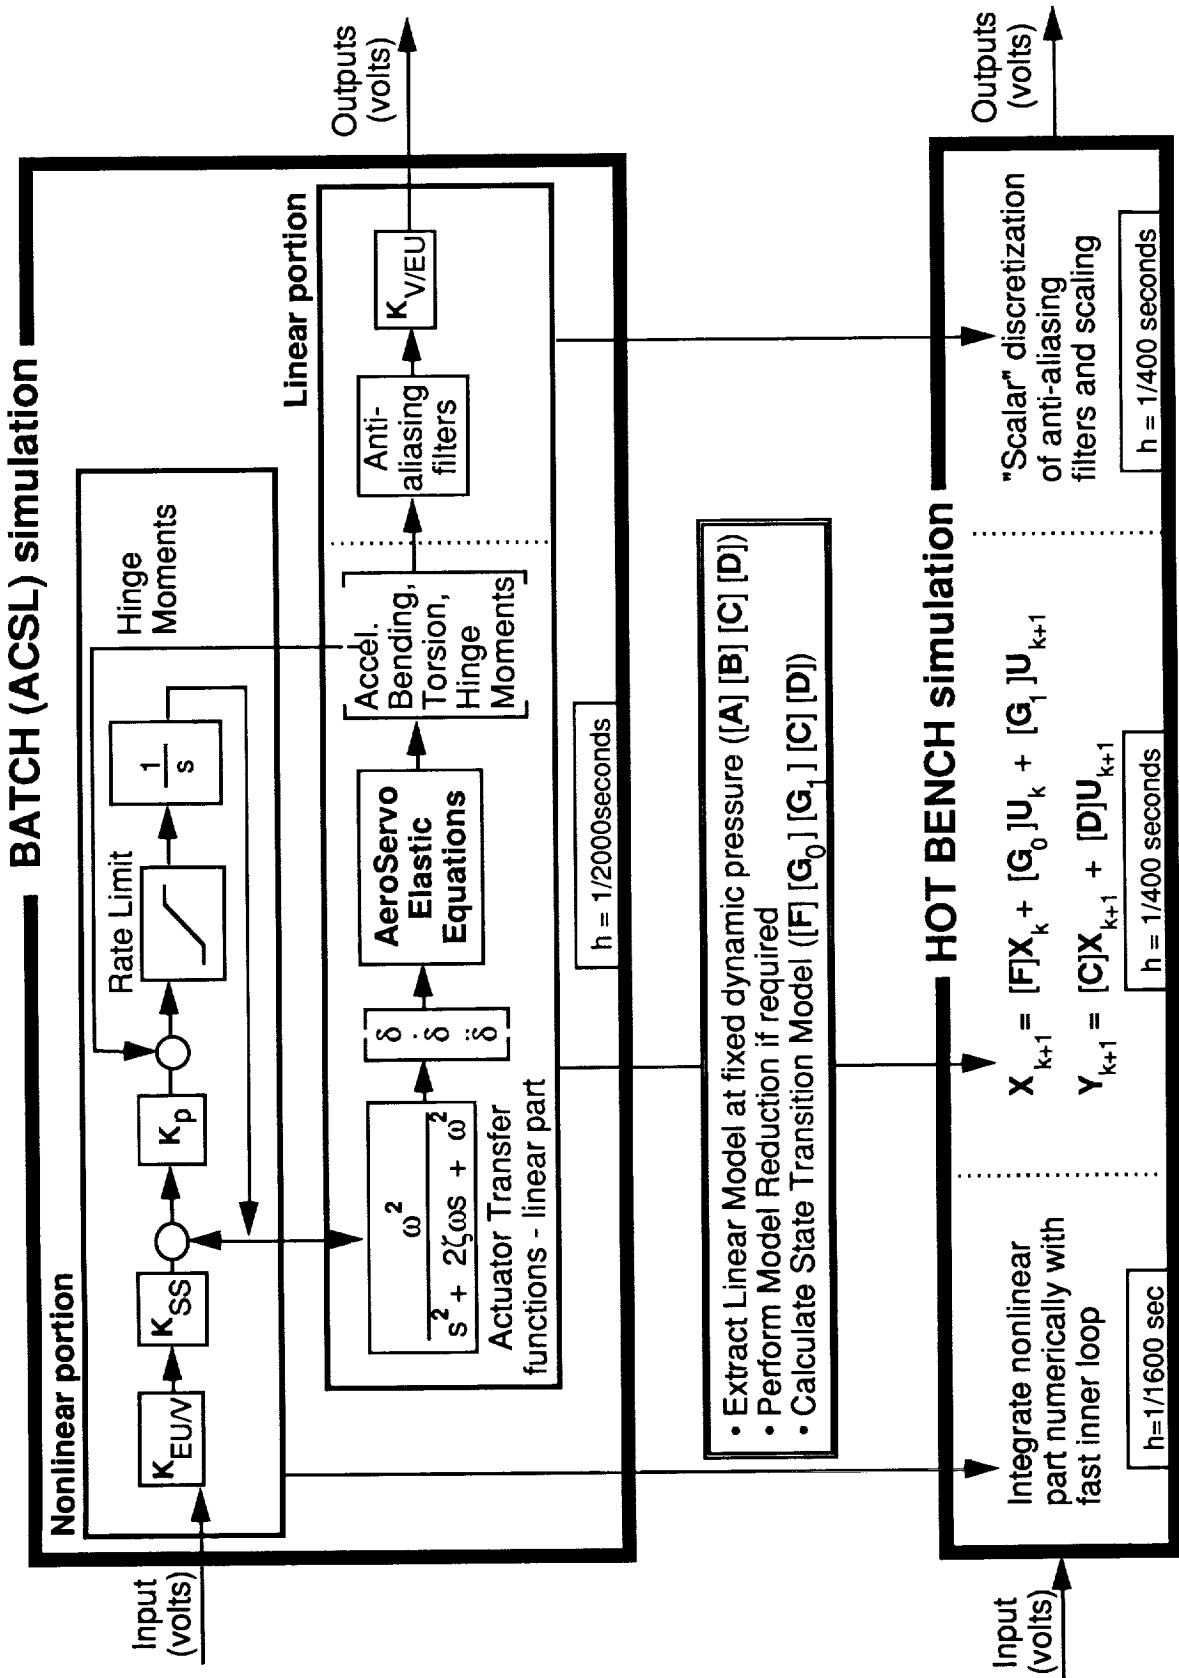 BATCH (ACSL) simulation
Nonlinear portion
Input
(volts)
K_EU/V
K_SS
K_p
Rate Limit
1
s
Hinge
Moments
Linear portion
ω²
s² + 2ζωs + ω²
Actuator Transfer
functions - linear part
δ
δ̇
δ̈
AeroServo
Elastic
Equations
Accel.
Bending,
Torsion,
Hinge
Moments
Anti-
aliasing
filters
K_V/EU
Outputs
(volts)
h = 1/2000seconds
• Extract Linear Model at fixed dynamic pressure ([A] [B] [C] [D])
• Perform Model Reduction if required
• Calculate State Transition Model ([F] [G_0] [G_1] [C] [D])
HOT BENCH simulation
Input
(volts)
Integrate nonlinear
part numerically with
fast inner loop
h=1/1600 sec
X_k+1 = [F]X_k + [G_0]U_k + [G_1]U_k+1
Y_k+1 = [C]X_k+1 + [D]U_k+1
h = 1/400 seconds
"Scalar" discretization
of anti-aliasing
filters and scaling
h = 1/400 seconds
Outputs
(volts)